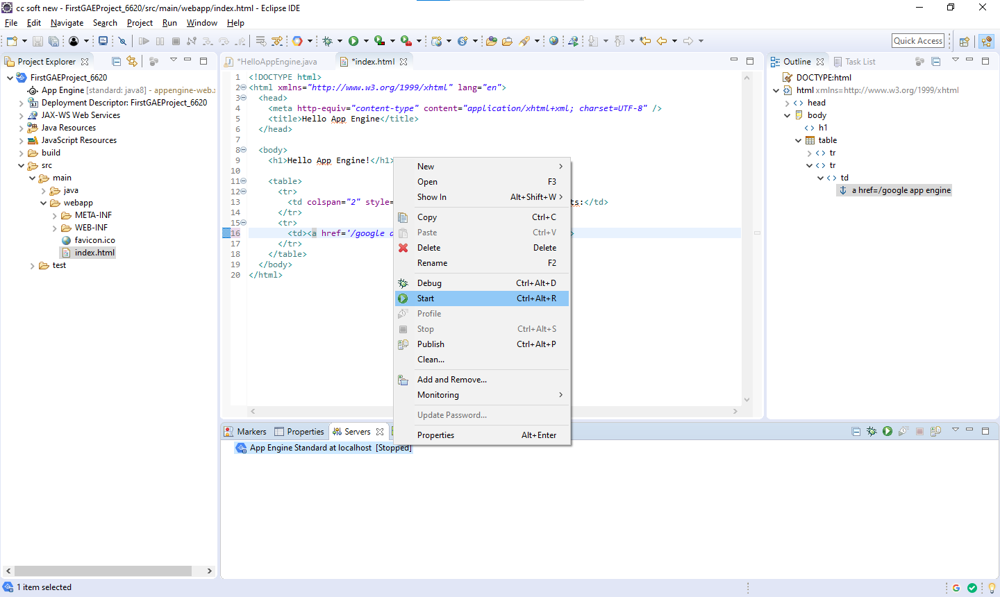 cc soft new - FirstGAEProject_6620/src/main/webapp/index.html - Eclipse IDE
File Edit Navigate Search Project Run Window Help
Quick Access
Project Explorer
FirstGAEProject_6620
App Engine [standard: java8] - appengine-web.
Deployment Descriptor: FirstGAEProject_6620
3.1
JAX-WS Web Services
Java Resources
JavaScript Resources
build
src
main
java
webapp
META-INF
WEB-INF
favicon.ico
index.html
test
*HelloAppEngine.java *index.html
1 <!DOCTYPE html>
2 <html xmlns="http://www.w3.org/1999/xhtml" lang="en">
3 <head>
4 <meta http-equiv="content-type" content="application/xhtml+xml; charset=UTF-8" />
5 <title>Hello App Engine</title>
6 </head>
7
8 <body>
9 <h1>Hello App Engine!</h1>
10
11 <table>
12 <tr>
13 <td colspan="2" style= ts:</td>
14 </tr>
15 <tr>
16 <td><a href='/google >
17 </tr>
18 </table>
19 </body>
20 </html>
New
Open F3
Show In Alt+Shift+W
Copy Ctrl+C
Paste Ctrl+V
Delete Delete
Rename F2
Debug Ctrl+Alt+D
Start Ctrl+Alt+R
Profile
Stop Ctrl+Alt+S
Publish Ctrl+Alt+P
Clean...
Add and Remove...
Monitoring
Update Password...
Properties Alt+Enter
Outline Task List
DOCTYPE:html
html xmlns=http://www.w3.org/1999/xhtml
head
body
h1
table
tr
tr
td
a href=/google app engine
Markers Properties Servers
App Engine Standard at localhost [Stopped]
1 item selected